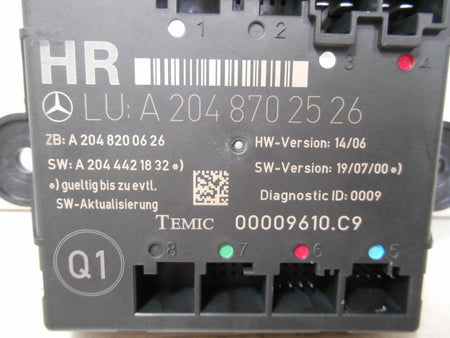 1 2
HR 3 4
LU: A 204 870 25 26
ZB: A 204 820 06 26 HW-Version: 14/06
SW: A 204 442 18 32 *) SW-Version: 19/07/00 *)
*) gueltig bis zu evtl. Diagnostic ID: 0009
SW-Aktualisierung
TEMIC 00009610.C9
8 7 6 5
Q1